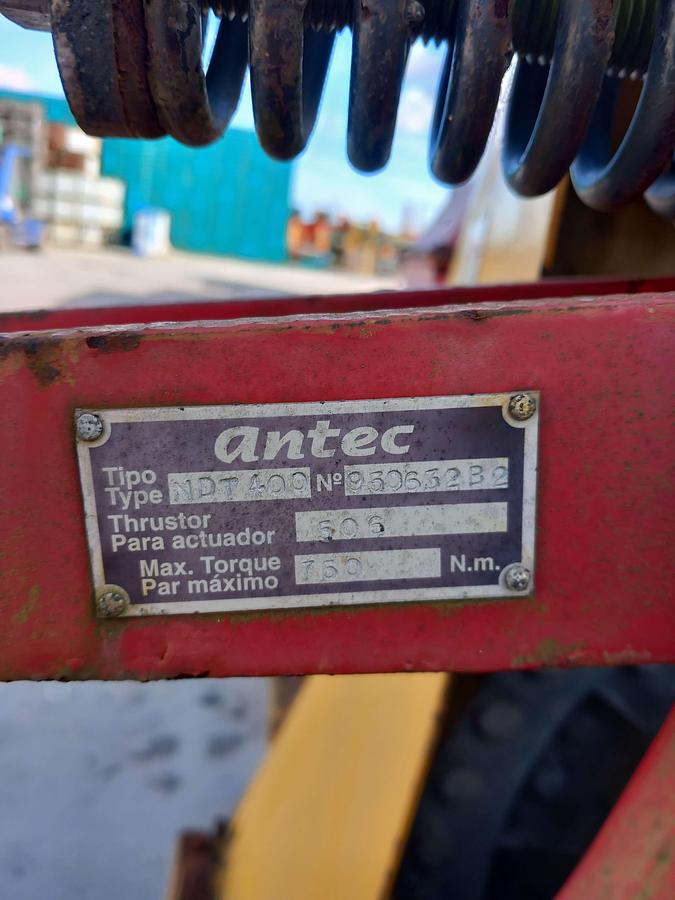 antec
Tipo
Type NDT 400 Nº 950632B2
Thrustor
Para actuador 506
Max. Torque
Par máximo 750 N.m.